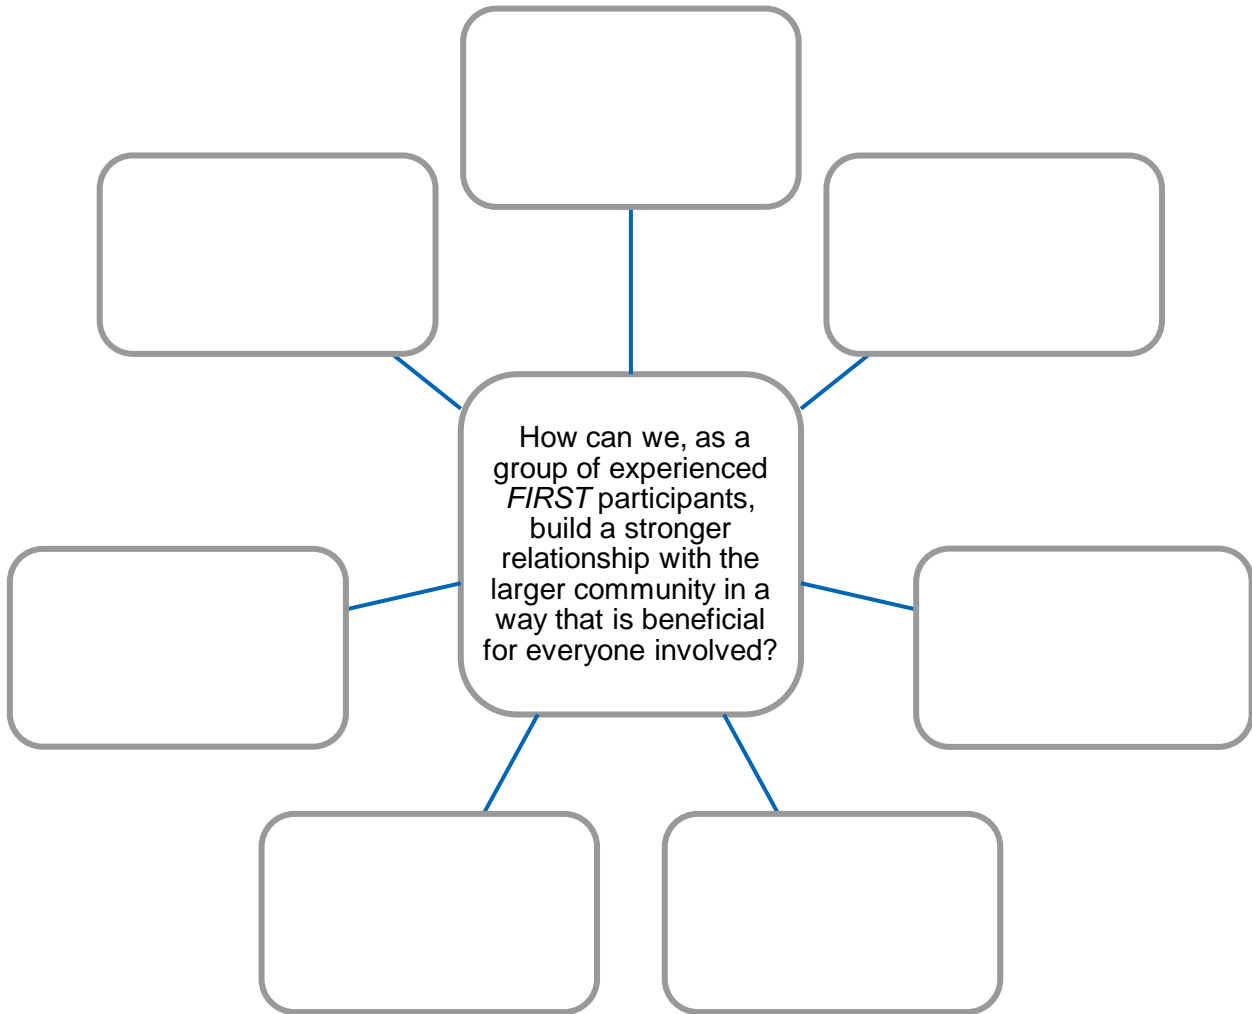 How can we, as a
group of experienced
FIRST participants,
build a stronger
relationship with the
larger community in a
way that is beneficial
for everyone involved?